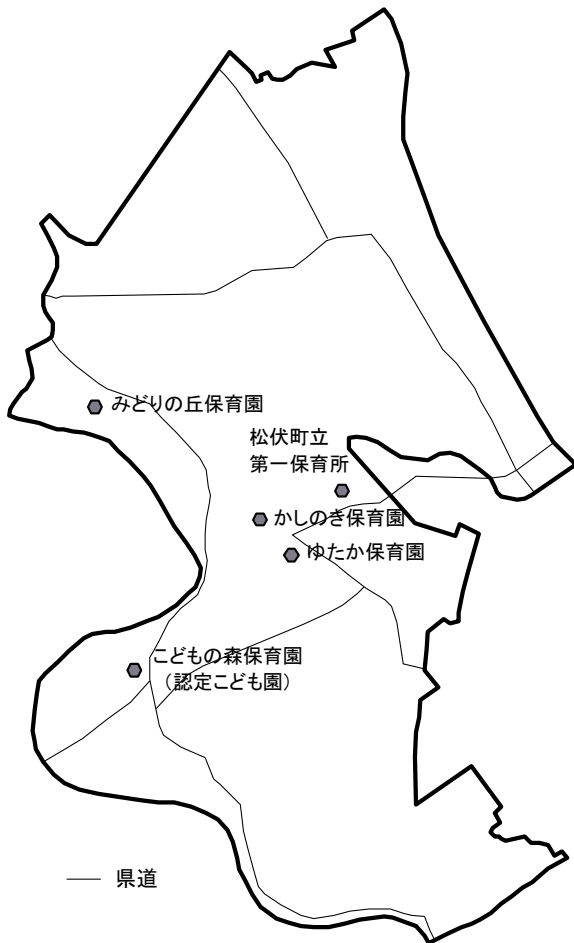 みどりの丘保育園
松伏町立
第一保育所
かしのき保育園
ゆたか保育園
こどもの森保育園
（認定こども園）
県道